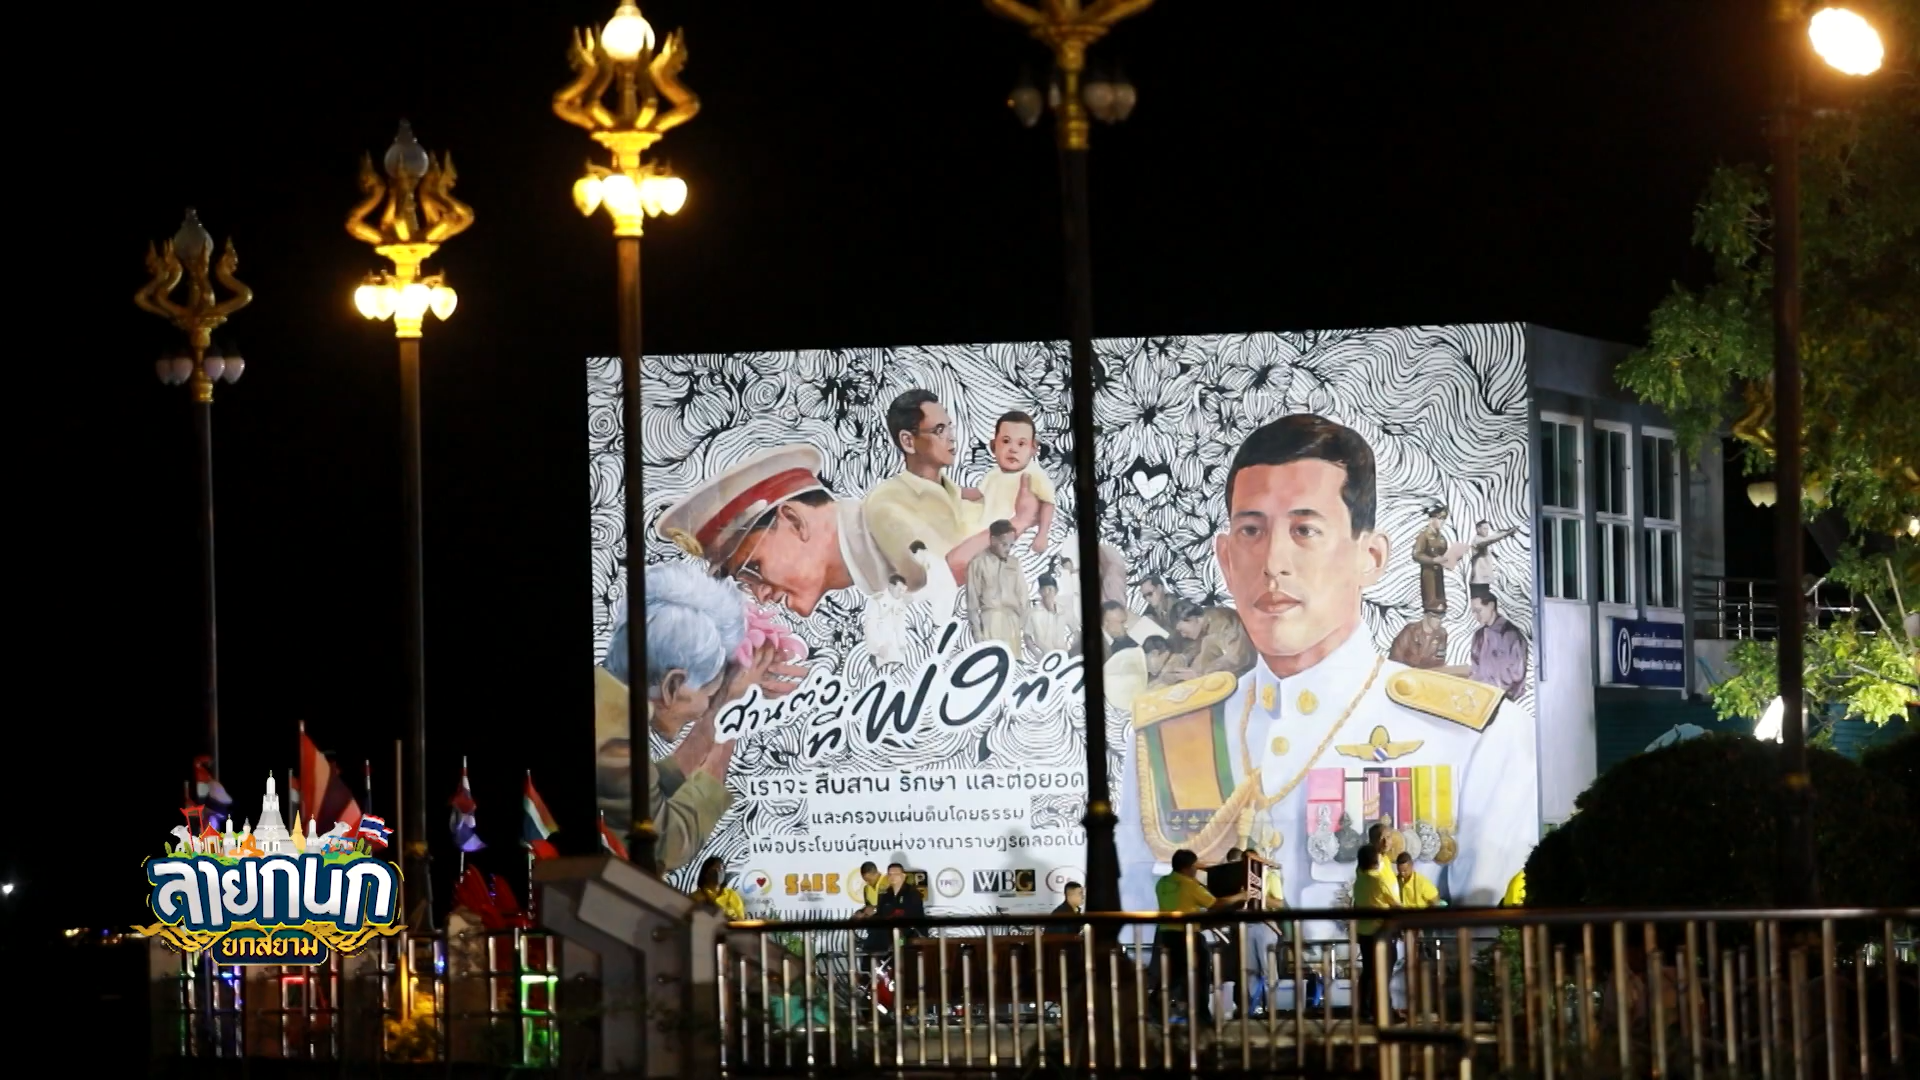 สานต่อ
ที่ พ่อ ทำ
เราจะ สืบสาน รักษา และต่อยอด
และครองแผ่นดินโดยธรรม
เพื่อประโยชน์สุขแห่งอาณาราษฎรตลอดไป
WBG
ลายกนก
ยกสยาม